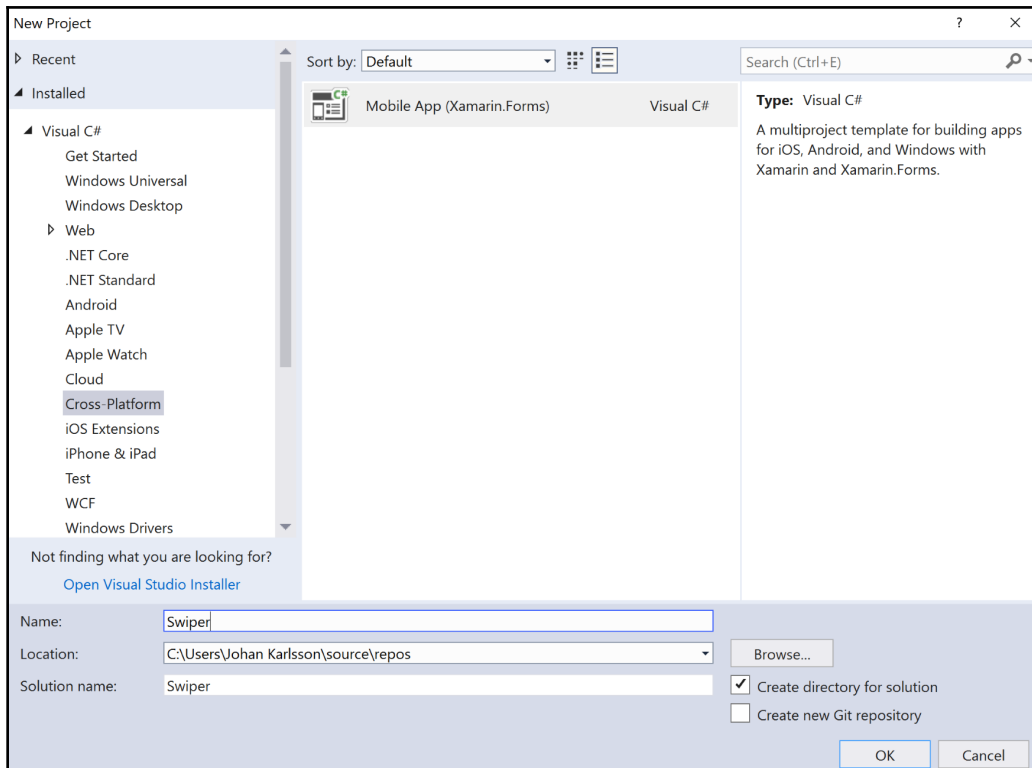 New Project
?
Recent
Installed
Visual C#
Get Started
Windows Universal
Windows Desktop
Web
.NET Core
.NET Standard
Android
Apple TV
Apple Watch
Cloud
Cross-Platform
iOS Extensions
iPhone & iPad
Test
WCF
Windows Drivers
Not finding what you are looking for?
Open Visual Studio Installer
Sort by: Default
C#
Mobile App (Xamarin.Forms) Visual C#
Search (Ctrl+E)
Type: Visual C#
A multiproject template for building apps
for iOS, Android, and Windows with
Xamarin and Xamarin.Forms.
Name: Swiper
Location: C:\Users\Johan Karlsson\source\repos
Browse...
Solution name: Swiper
Create directory for solution
Create new Git repository
OK
Cancel